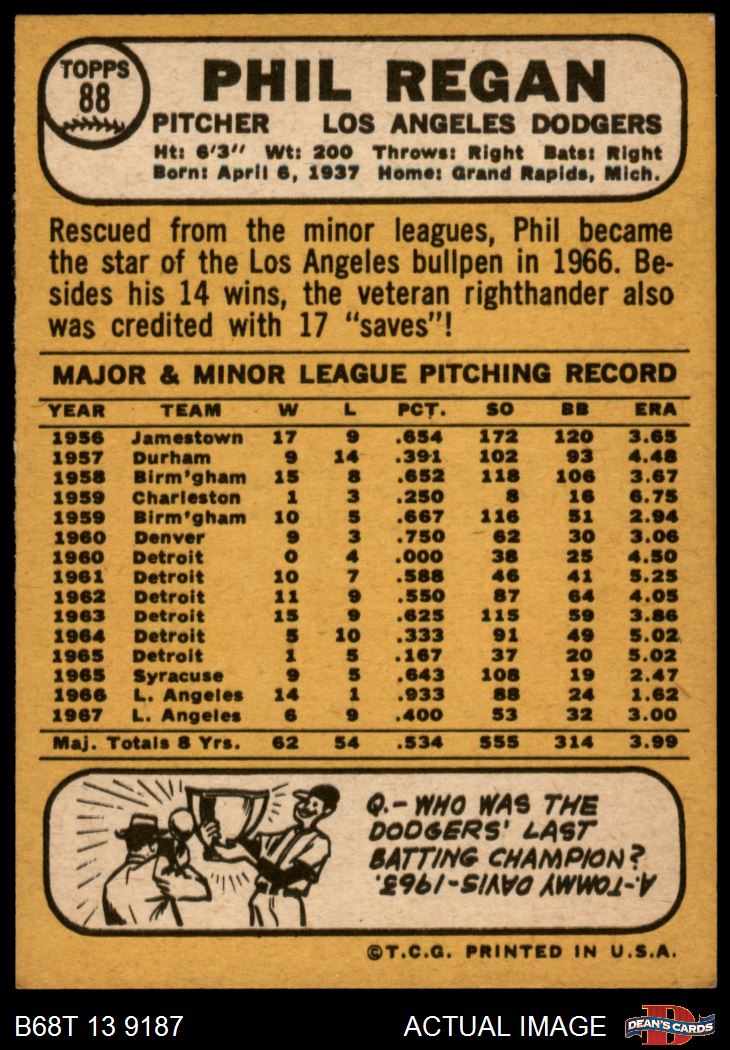 TOPPS
88
PHIL REGAN
PITCHER LOS ANGELES DODGERS
Ht: 6'3" Wt: 200 Throws: Right Bats: Right
Born: April 6, 1937 Home: Grand Rapids, Mich.
Rescued from the minor leagues, Phil became
the star of the Los Angeles bullpen in 1966. Be-
sides his 14 wins, the veteran righthander also
was credited with 17 "saves"!
MAJOR & MINOR LEAGUE PITCHING RECORD
YEAR TEAM W L PCT. SO BB ERA
1956 Jamestown 17 9 .654 172 120 3.65
1957 Durham 9 14 .391 102 93 4.48
1958 Birm'gham 15 8 .652 118 106 3.67
1959 Charleston 1 3 .250 8 16 6.75
1959 Birm'gham 10 5 .667 116 51 2.94
1960 Denver 9 3 .750 62 30 3.06
1960 Detroit 0 4 .000 38 25 4.50
1961 Detroit 10 7 .588 46 41 5.25
1962 Detroit 11 9 .550 87 64 4.05
1963 Detroit 15 9 .625 115 59 3.86
1964 Detroit 5 10 .333 91 49 5.02
1965 Detroit 1 5 .167 37 20 5.02
1965 Syracuse 9 5 .643 108 19 2.47
1966 L. Angeles 14 1 .933 88 24 1.62
1967 L. Angeles 6 9 .400 53 32 3.00
Maj. Totals 8 Yrs. 62 54 .534 555 314 3.99
Q.- WHO WAS THE
DODGERS' LAST
BATTING CHAMPION?
A.-TOMMY DAVIS-1963.
©T.C.G. PRINTED IN U.S.A.
B68T 13 9187 ACTUAL IMAGE
D
DEAN'S CARDS